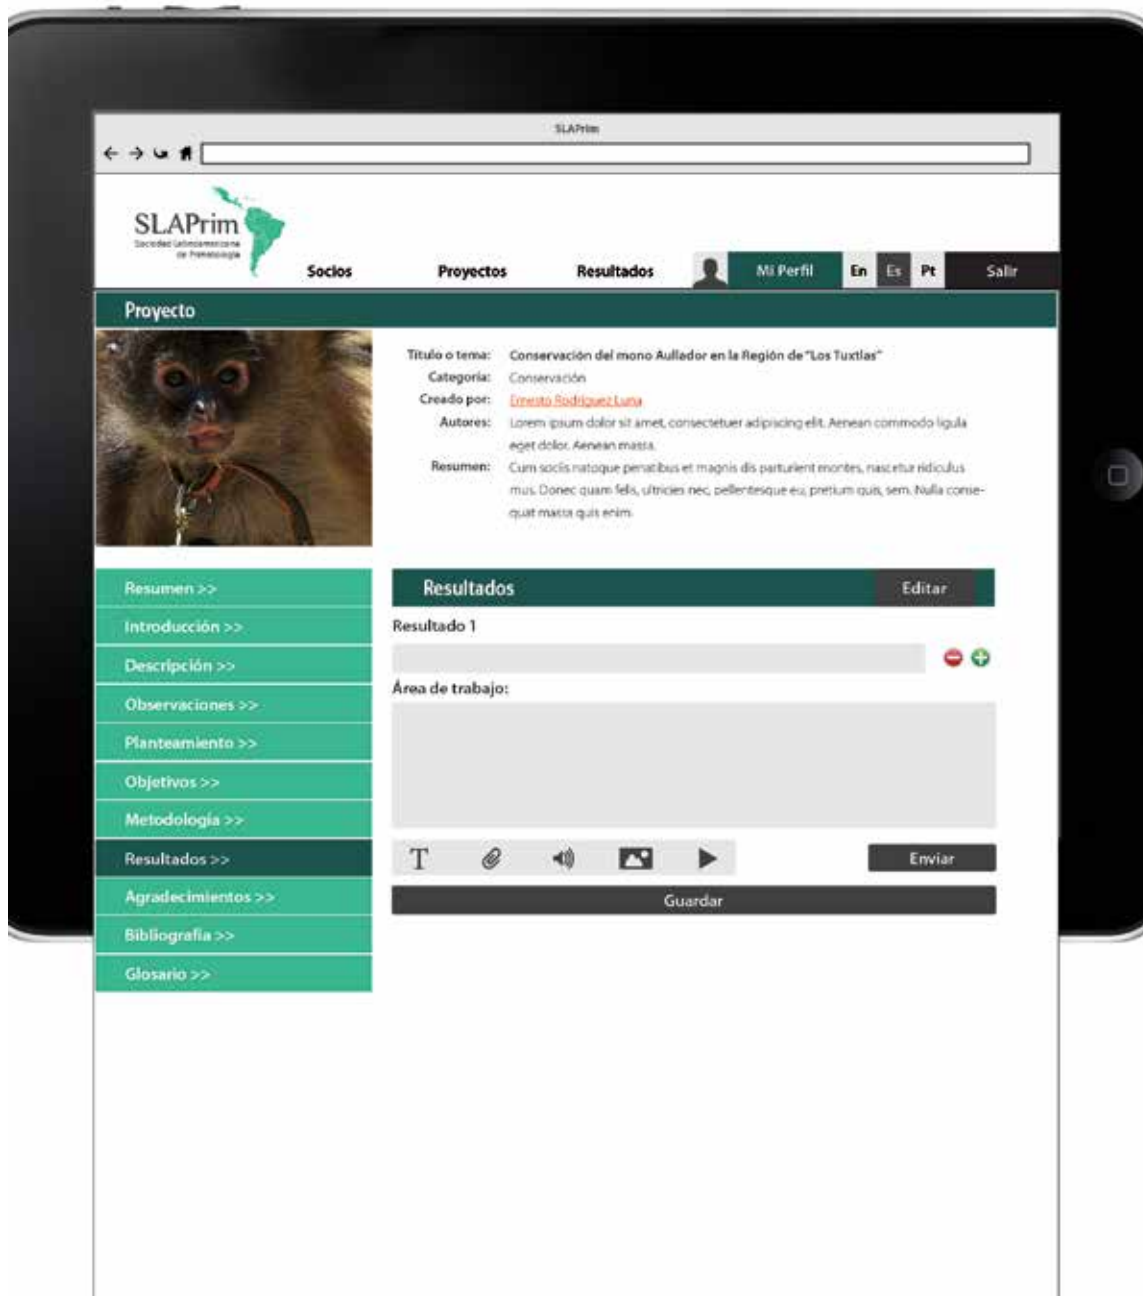 SLAPrim
SLAPrim
Sociedad Latinoamericana
de Primatología
Socios
Proyectos
Resultados
Mi Perfil
En
Es
Pt
Salir
Proyecto
Título o tema: Conservación del mono Aullador en la Región de "Los Tuxtlas"
Categoría: Conservación
Creado por: Ernesto Rodríguez Luna
Autores: Lorem ipsum dolor sit amet, consectetuer adipiscing elit. Aenean commodo ligula
eget dolor. Aenean massa.
Resumen: Cum sociis natoque penatibus et magnis dis parturient montes, nascetur ridiculus
mus. Donec quam felis, ultricies nec, pellentesque eu, pretium quis, sem. Nulla conse-
quat massa quis enim.
Resumen >>
Introducción >>
Descripción >>
Observaciones >>
Planteamiento >>
Objetivos >>
Metodología >>
Resultados >>
Agradecimientos >>
Bibliografía >>
Glosario >>
Resultados
Editar
Resultado 1
Área de trabajo:
T
Enviar
Guardar